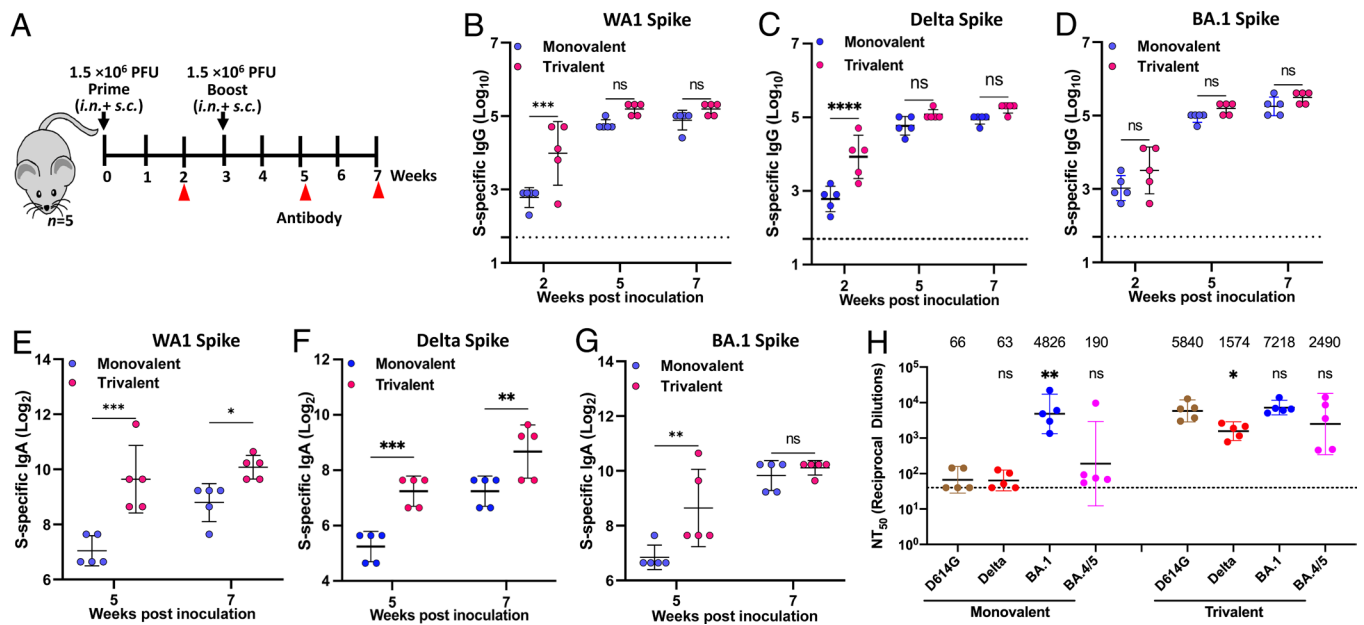 A
1.5 ×10⁶ PFU
Prime
(i.n.+ s.c.)
1.5 ×10⁶ PFU
Boost
(i.n.+ s.c.)
0 1 2 3 4 5 6 7 Weeks
n=5
Antibody
B
WA1 Spike
Monovalent
Trivalent
*** ns ns
S-specific IgG (Log₁₀)
7
5
3
1
2 5 7
Weeks post inoculation
C
Delta Spike
Monovalent
Trivalent
**** ns ns
S-specific IgG (Log₁₀)
7
5
3
1
2 5 7
Weeks post inoculation
D
BA.1 Spike
Monovalent
Trivalent
ns ns ns
S-specific IgG (Log₁₀)
7
5
3
1
2 5 7
Weeks post inoculation
E
WA1 Spike
Monovalent
Trivalent
*** *
S-specific IgA (Log₂)
14
12
10
8
6
5 7
Weeks post inoculation
F
Delta Spike
Monovalent
Trivalent
*** **
S-specific IgA (Log₂)
12
10
8
6
4
5 7
Weeks post inoculation
G
BA.1 Spike
Monovalent
Trivalent
** ns
S-specific IgA (Log₂)
14
12
10
8
6
5 7
Weeks post inoculation
H
66 63 4826 190 5840 1574 7218 2490
ns ** ns * ns ns
NT₅₀ (Reciprocal Dilutions)
10⁵
10⁴
10³
10²
10¹
10⁰
D614G Delta BA.1 BA.4/5 D614G Delta BA.1 BA.4/5
Monovalent Trivalent